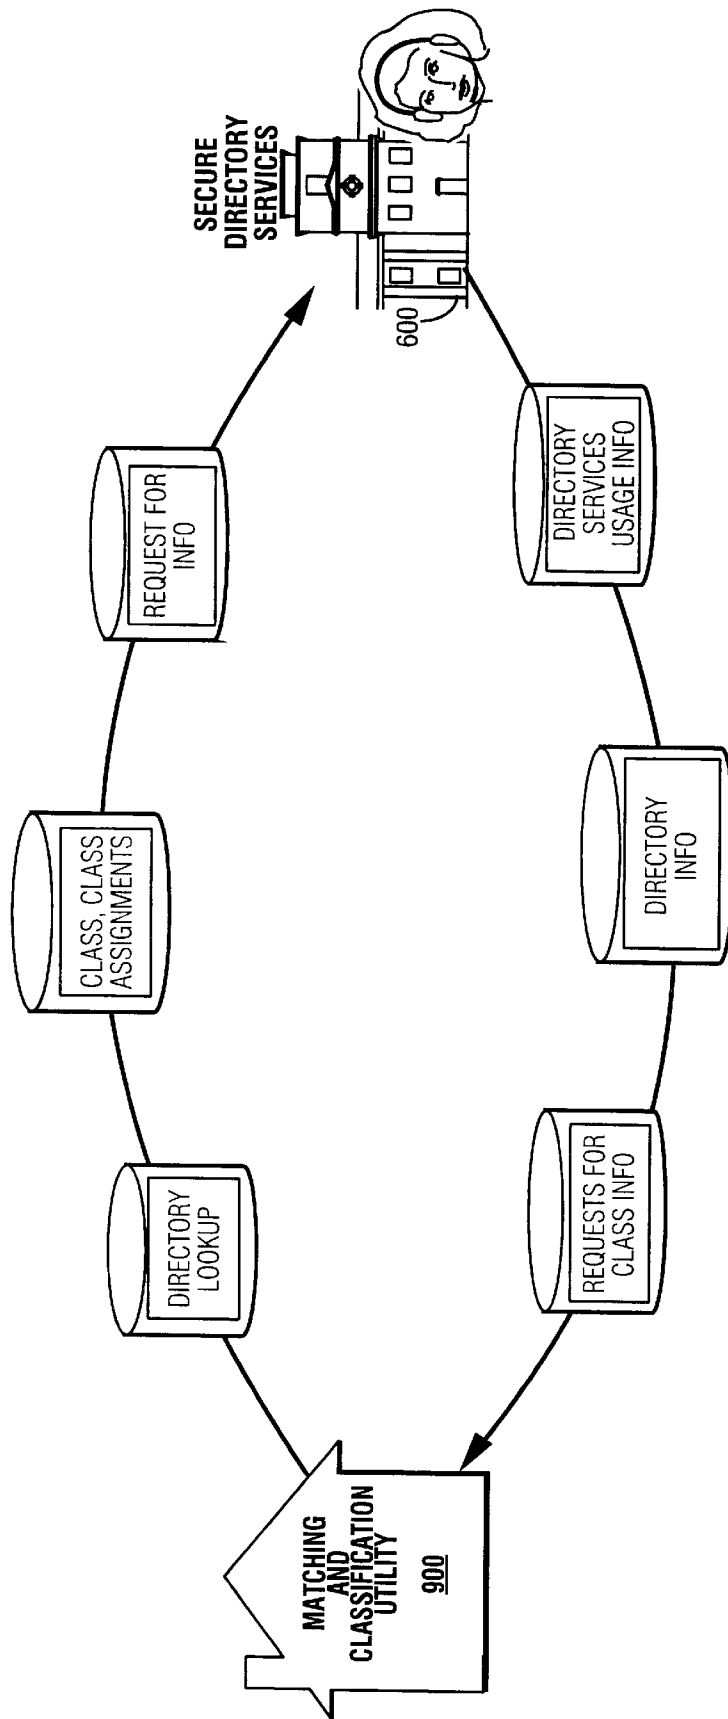 SECURE
DIRECTORY
SERVICES
600
REQUEST FOR
INFO
CLASS, CLASS
ASSIGNMENTS
DIRECTORY
LOOKUP
MATCHING
AND
CLASSIFICATION
UTILITY
900
REQUESTS FOR
CLASS INFO
DIRECTORY
INFO
DIRECTORY
SERVICES
USAGE INFO